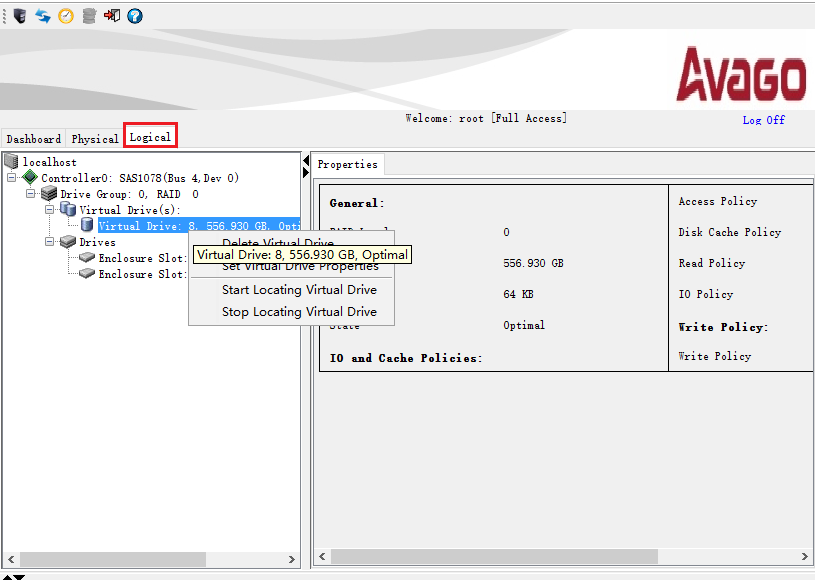 AVAGO
Welcome: root [Full Access]
Log Off
Dashboard Physical Logical
localhost
Controller0: SAS1078(Bus 4,Dev 0)
Drive Group: 0, RAID 0
Virtual Drive(s):
Virtual Drive: 8, 556.930 GB, Opti
Drives
Enclosure Slot:
Enclosure Slot:
Delete Virtual Drive
Virtual Drive: 8, 556.930 GB, Optimal
Set Virtual Drive Properties
Start Locating Virtual Drive
Stop Locating Virtual Drive
Properties
General:
0
556.930 GB
64 KB
State Optimal
IO and Cache Policies:
Access Policy
Disk Cache Policy
Read Policy
IO Policy
Write Policy:
Write Policy